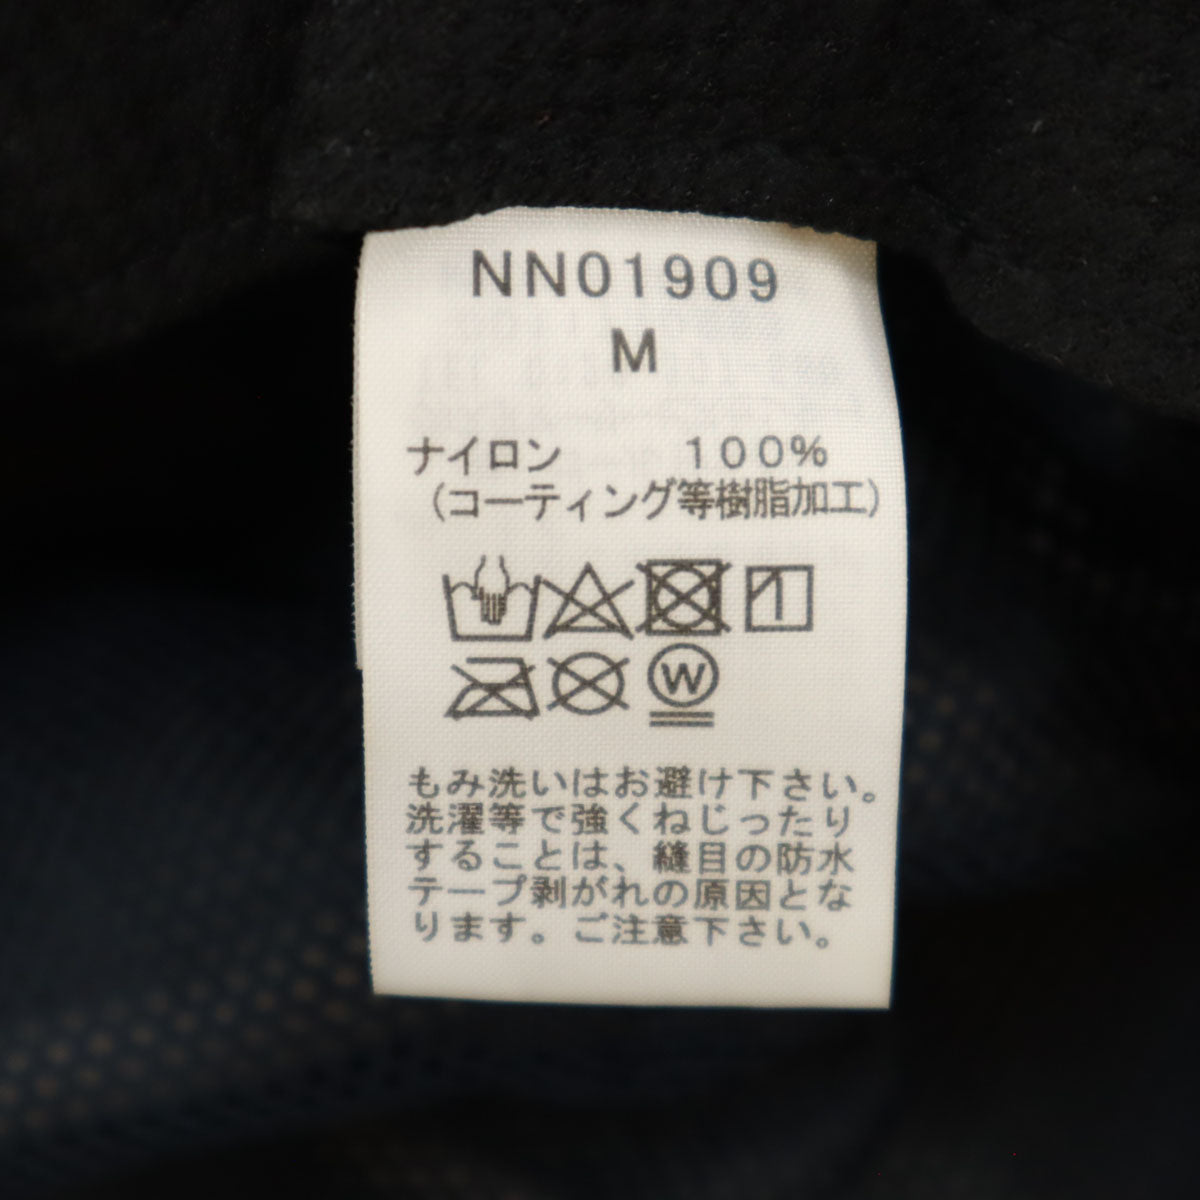 NN01909
M
ナイロン　　　100%
（コーティング等樹脂加工）
W
もみ洗いはお避け下さい。
洗濯等で強くねじったり
することは、縫目の防水
テープ剥がれの原因とな
ります。ご注意下さい。